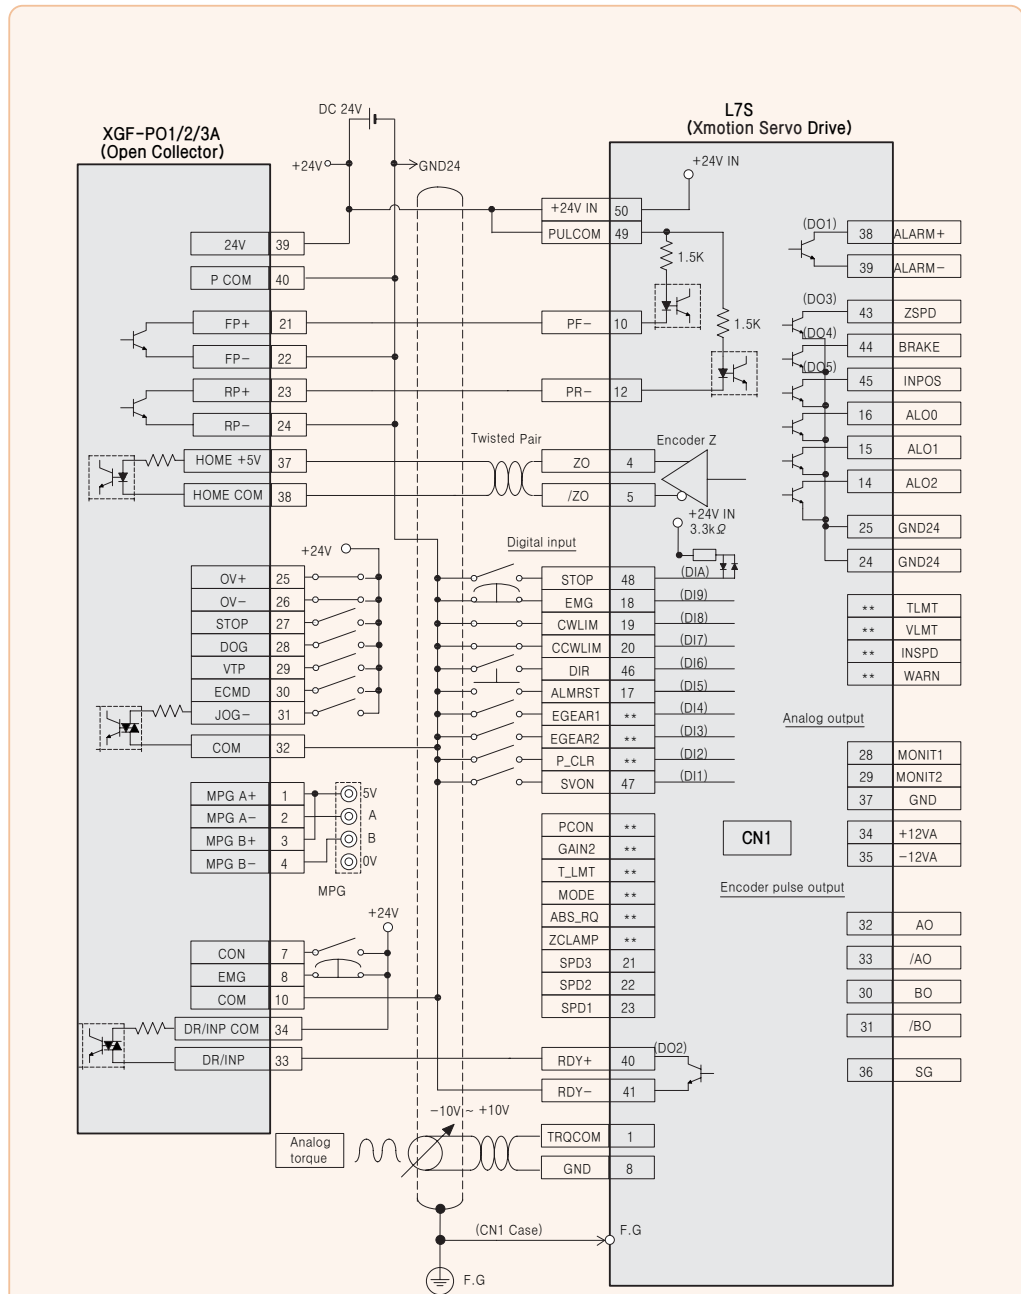 XGF-PO1/2/3A
(Open Collector)
DC 24V
+24V
GND24
L7S
(Xmotion Servo Drive)
+24V IN
24V 39
P COM 40
FP+ 21
FP- 22
RP+ 23
RP- 24
HOME +5V 37
HOME COM 38
+24V
OV+ 25
OV- 26
STOP 27
DOG 28
VTP 29
ECMD 30
JOG- 31
COM 32
MPG A+ 1
MPG A- 2
MPG B+ 3
MPG B- 4
5V
A
B
0V
MPG
+24V
CON 7
EMG 8
COM 10
DR/INP COM 34
DR/INP 33
Analog
torque
-10V ~ +10V
Twisted Pair
Digital input
+24V IN 50
PULCOM 49
1.5K
1.5K
PF- 10
PR- 12
Encoder Z
ZO 4
/ZO 5
+24V IN
3.3kΩ
STOP 48 (DIA)
EMG 18 (DI9)
CWLIM 19 (DI8)
CCWLIM 20 (DI7)
DIR 46 (DI6)
ALMRST 17 (DI5)
EGEAR1 ** (DI4)
EGEAR2 ** (DI3)
P_CLR ** (DI2)
SVON 47 (DI1)
PCON **
GAIN2 **
T_LMT **
MODE **
ABS_RQ **
ZCLAMP **
SPD3 21
SPD2 22
SPD1 23
RDY+ 40 (DO2)
RDY- 41
TRQCOM 1
GND 8
(CN1 Case)
F.G
F.G
(DO1) 38 ALARM+
39 ALARM-
(DO3) 43 ZSPD
(DO4) 44 BRAKE
(DO5) 45 INPOS
16 ALO0
15 ALO1
14 ALO2
25 GND24
24 GND24
** TLMT
** VLMT
** INSPD
** WARN
Analog output
28 MONIT1
29 MONIT2
37 GND
34 +12VA
35 -12VA
CN1
Encoder pulse output
32 AO
33 /AO
30 BO
31 /BO
36 SG